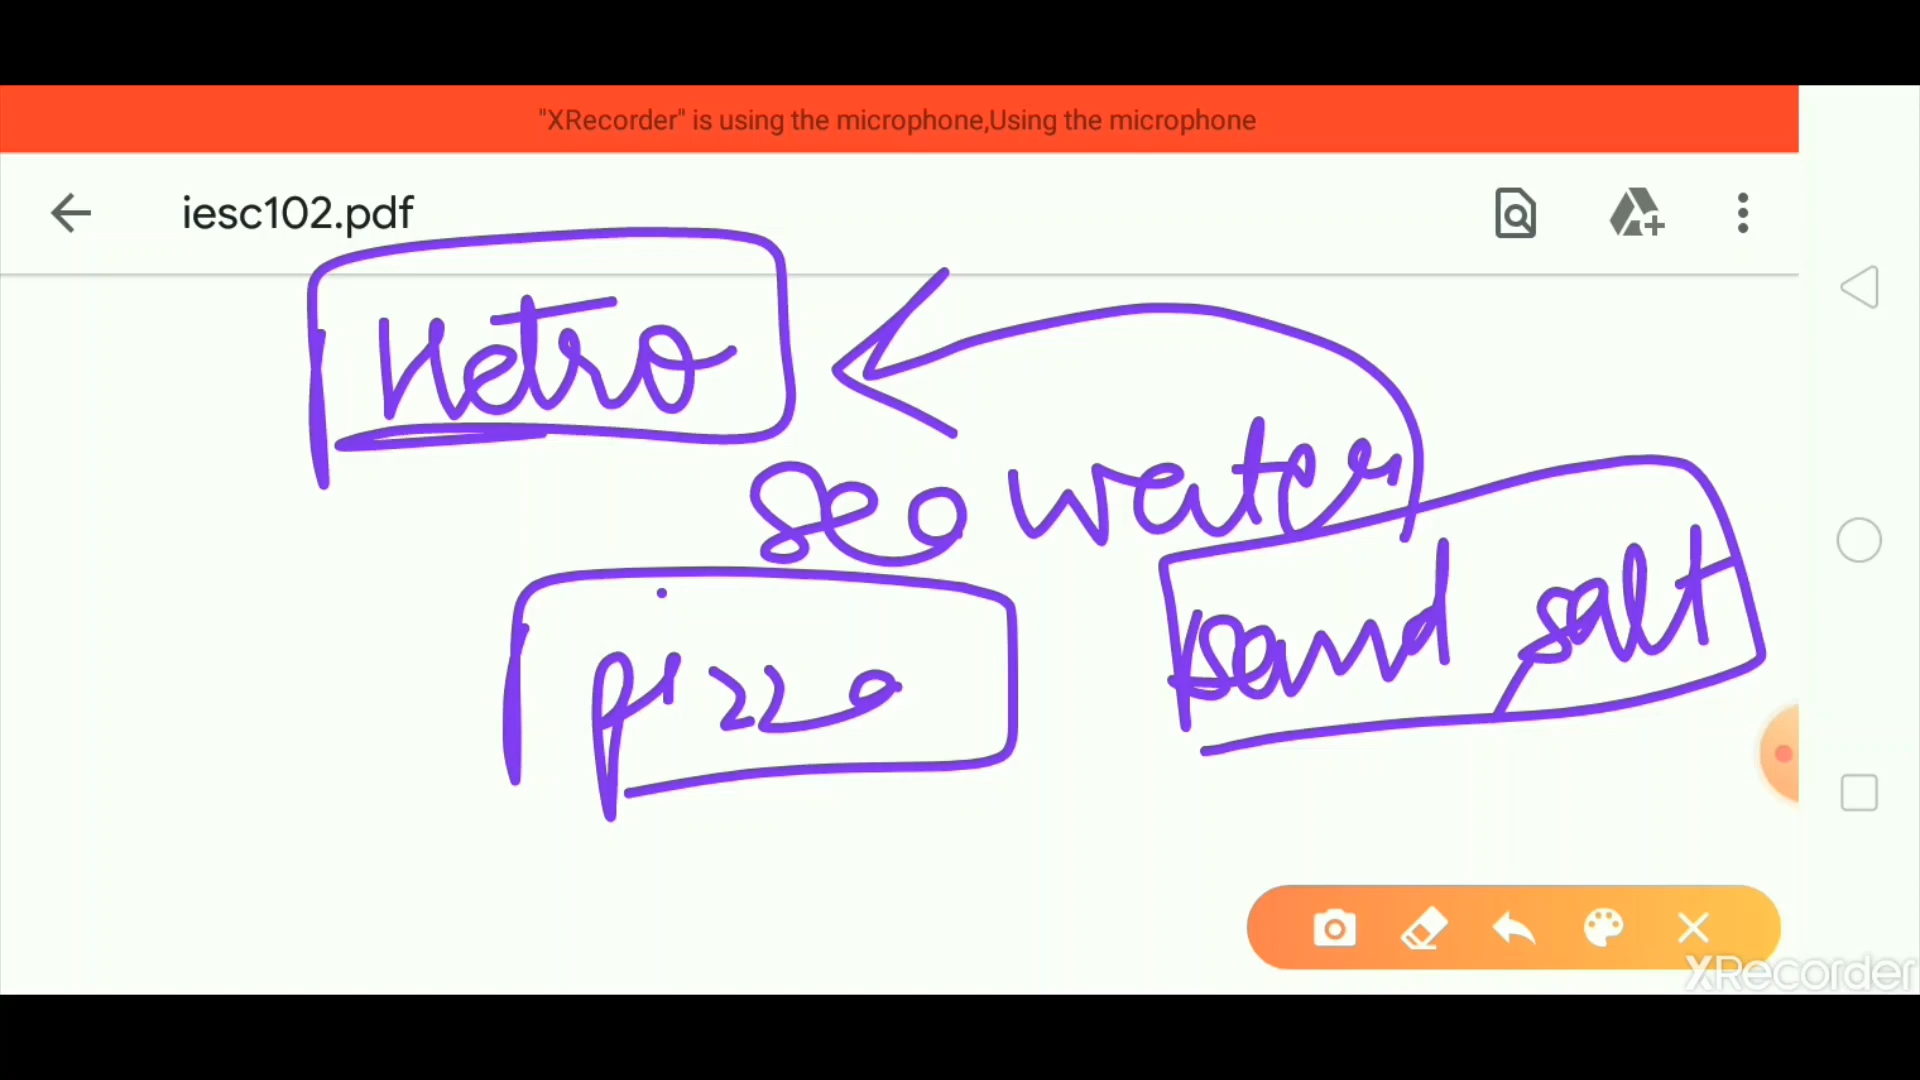 "XRecorder" is using the microphone,Using the microphone
iesc102.pdf
Hetro
sea water
pizza
sand salt
XRecorder